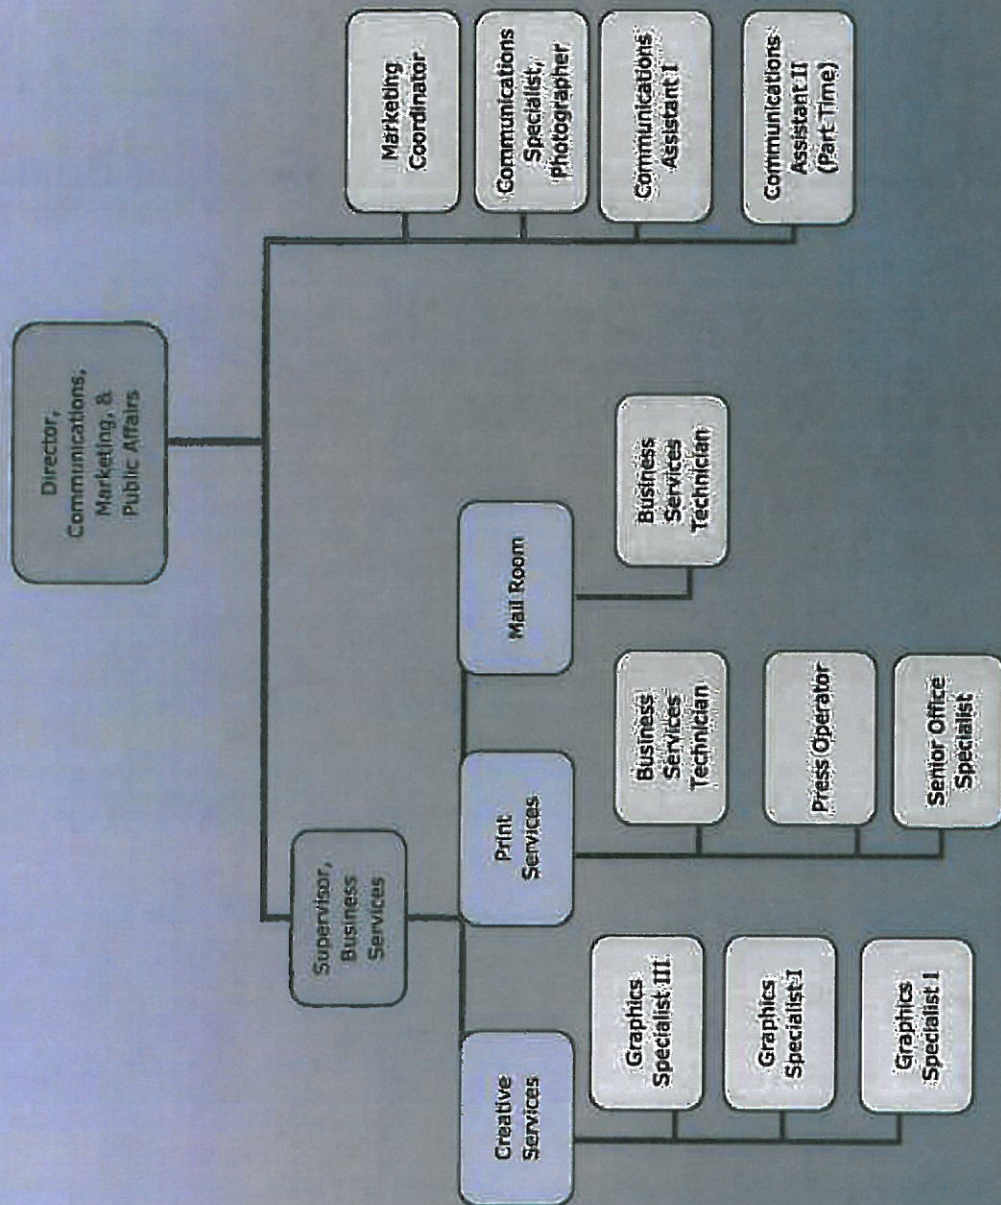 Director,
Communications,
Marketing, &
Public Affairs
Supervisor,
Business
Services
Creative
Services
Graphics
Specialist III
Graphics
Specialist I
Graphics
Specialist I
Print
Services
Business
Services
Technician
Press Operator
Senior Office
Specialist
Mail Room
Business
Services
Technician
Marketing
Coordinator
Communications
Specialist,
Photographer
Communications
Assistant I
Communications
Assistant II
(Part Time)